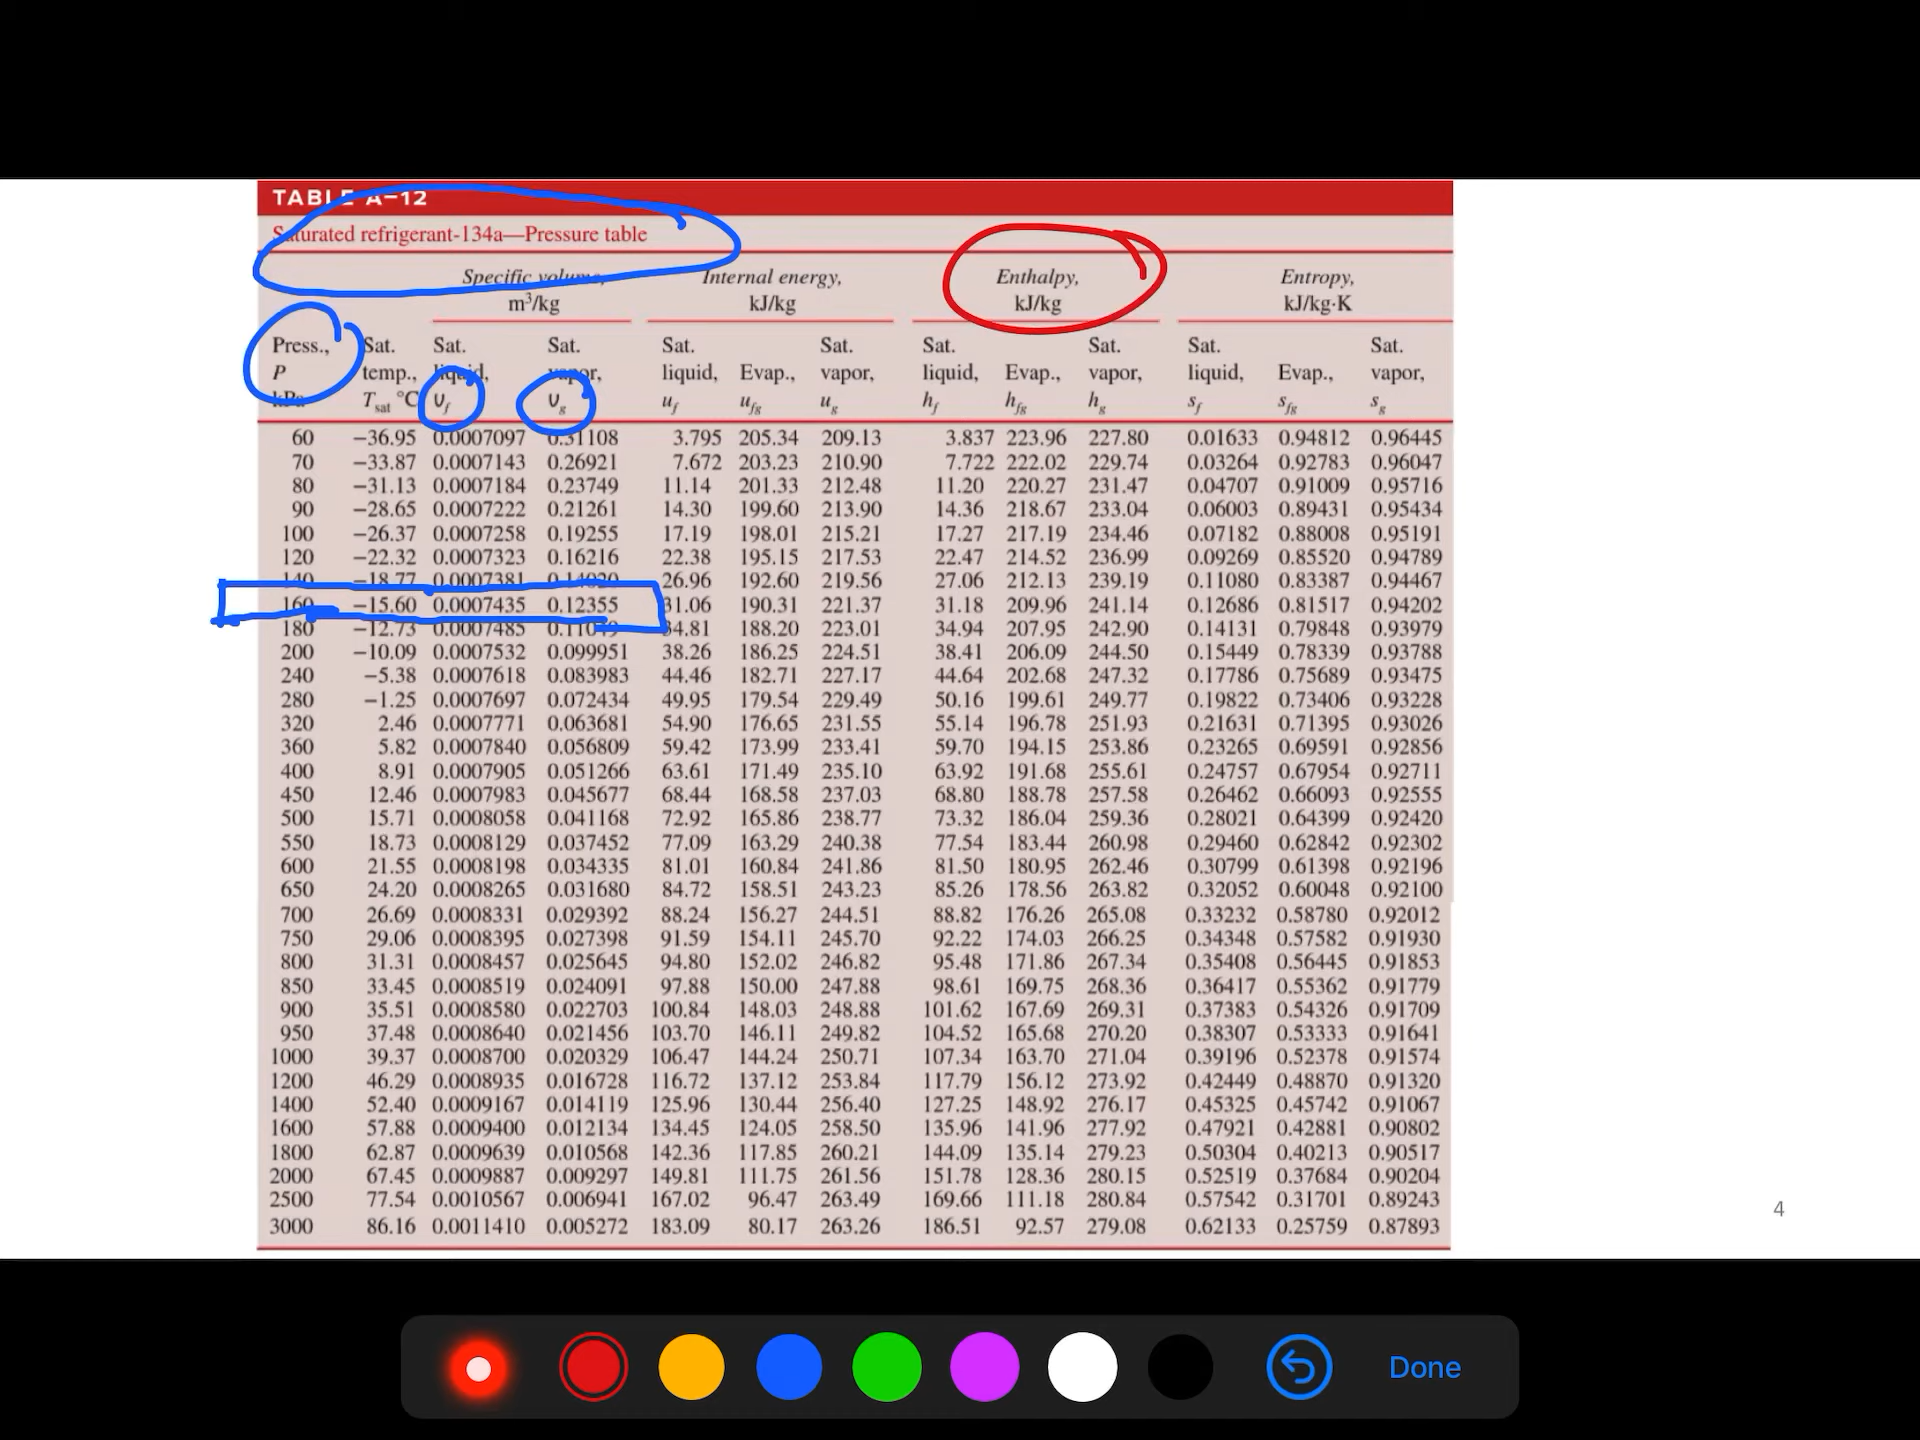 TABLE A–12
Saturated refrigerant-134a—Pressure table
Specific volume, Internal energy, Enthalpy, Entropy,
m³/kg kJ/kg kJ/kg kJ/kg·K
Press., Sat. Sat. Sat. Sat. Sat. Sat. Sat. Sat. Sat.
P temp., liquid, vapor, liquid, Evap., vapor, liquid, Evap., vapor, liquid, Evap., vapor,
kPa Tsat °C υf υg uf ufg ug hf hfg hg sf sfg sg
60 −36.95 0.0007097 0.31108 3.795 205.34 209.13 3.837 223.96 227.80 0.01633 0.94812 0.96445
70 −33.87 0.0007143 0.26921 7.672 203.23 210.90 7.722 222.02 229.74 0.03264 0.92783 0.96047
80 −31.13 0.0007184 0.23749 11.14 201.33 212.48 11.20 220.27 231.47 0.04707 0.91009 0.95716
90 −28.65 0.0007222 0.21261 14.30 199.60 213.90 14.36 218.67 233.04 0.06003 0.89431 0.95434
100 −26.37 0.0007258 0.19255 17.19 198.01 215.21 17.27 217.19 234.46 0.07182 0.88008 0.95191
120 −22.32 0.0007323 0.16216 22.38 195.15 217.53 22.47 214.52 236.99 0.09269 0.85520 0.94789
140 −18.77 0.0007381 0.14020 26.96 192.60 219.56 27.06 212.13 239.19 0.11080 0.83387 0.94467
160 −15.60 0.0007435 0.12355 31.06 190.31 221.37 31.18 209.96 241.14 0.12686 0.81517 0.94202
180 −12.73 0.0007485 0.11049 34.81 188.20 223.01 34.94 207.95 242.90 0.14131 0.79848 0.93979
200 −10.09 0.0007532 0.099951 38.26 186.25 224.51 38.41 206.09 244.50 0.15449 0.78339 0.93788
240 −5.38 0.0007618 0.083983 44.46 182.71 227.17 44.64 202.68 247.32 0.17786 0.75689 0.93475
280 −1.25 0.0007697 0.072434 49.95 179.54 229.49 50.16 199.61 249.77 0.19822 0.73406 0.93228
320 2.46 0.0007771 0.063681 54.90 176.65 231.55 55.14 196.78 251.93 0.21631 0.71395 0.93026
360 5.82 0.0007840 0.056809 59.42 173.99 233.41 59.70 194.15 253.86 0.23265 0.69591 0.92856
400 8.91 0.0007905 0.051266 63.61 171.49 235.10 63.92 191.68 255.61 0.24757 0.67954 0.92711
450 12.46 0.0007983 0.045677 68.44 168.58 237.03 68.80 188.78 257.58 0.26462 0.66093 0.92555
500 15.71 0.0008058 0.041168 72.92 165.86 238.77 73.32 186.04 259.36 0.28021 0.64399 0.92420
550 18.73 0.0008129 0.037452 77.09 163.29 240.38 77.54 183.44 260.98 0.29460 0.62842 0.92302
600 21.55 0.0008198 0.034335 81.01 160.84 241.86 81.50 180.95 262.46 0.30799 0.61398 0.92196
650 24.20 0.0008265 0.031680 84.72 158.51 243.23 85.26 178.56 263.82 0.32052 0.60048 0.92100
700 26.69 0.0008331 0.029392 88.24 156.27 244.51 88.82 176.26 265.08 0.33232 0.58780 0.92012
750 29.06 0.0008395 0.027398 91.59 154.11 245.70 92.22 174.03 266.25 0.34348 0.57582 0.91930
800 31.31 0.0008457 0.025645 94.80 152.02 246.82 95.48 171.86 267.34 0.35408 0.56445 0.91853
850 33.45 0.0008519 0.024091 97.88 150.00 247.88 98.61 169.75 268.36 0.36417 0.55362 0.91779
900 35.51 0.0008580 0.022703 100.84 148.03 248.88 101.62 167.69 269.31 0.37383 0.54326 0.91709
950 37.48 0.0008640 0.021456 103.70 146.11 249.82 104.52 165.68 270.20 0.38307 0.53333 0.91641
1000 39.37 0.0008700 0.020329 106.47 144.24 250.71 107.34 163.70 271.04 0.39196 0.52378 0.91574
1200 46.29 0.0008935 0.016728 116.72 137.12 253.84 117.79 156.12 273.92 0.42449 0.48870 0.91320
1400 52.40 0.0009167 0.014119 125.96 130.44 256.40 127.25 148.92 276.17 0.45325 0.45742 0.91067
1600 57.88 0.0009400 0.012134 134.45 124.05 258.50 135.96 141.96 277.92 0.47921 0.42881 0.90802
1800 62.87 0.0009639 0.010568 142.36 117.85 260.21 144.09 135.14 279.23 0.50304 0.40213 0.90517
2000 67.45 0.0009887 0.009297 149.81 111.75 261.56 151.78 128.36 280.15 0.52519 0.37684 0.90204
2500 77.54 0.0010567 0.006941 167.02 96.47 263.49 169.66 111.18 280.84 0.57542 0.31701 0.89243
3000 86.16 0.0011410 0.005272 183.09 80.17 263.26 186.51 92.57 279.08 0.62133 0.25759 0.87893
4
Done